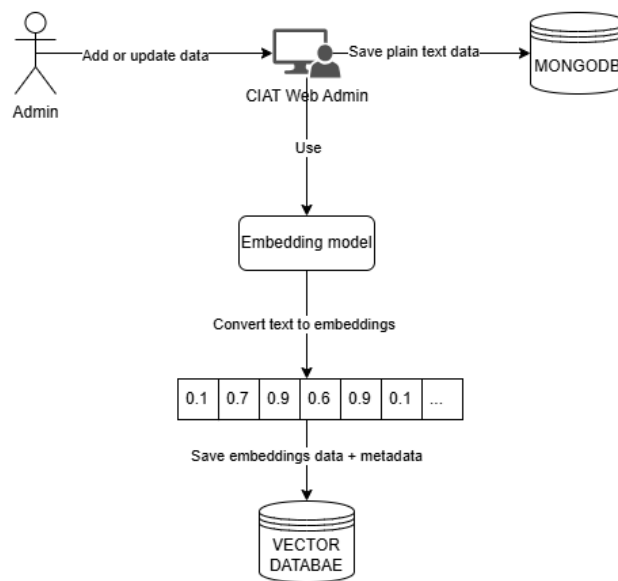 Add or update data
Save plain text data
MONGODB
Admin
CIAT Web Admin
Use
Embedding model
Convert text to embeddings
0.1 0.7 0.9 0.6 0.9 0.1 ...
Save embeddings data + metadata
VECTOR
DATABAE